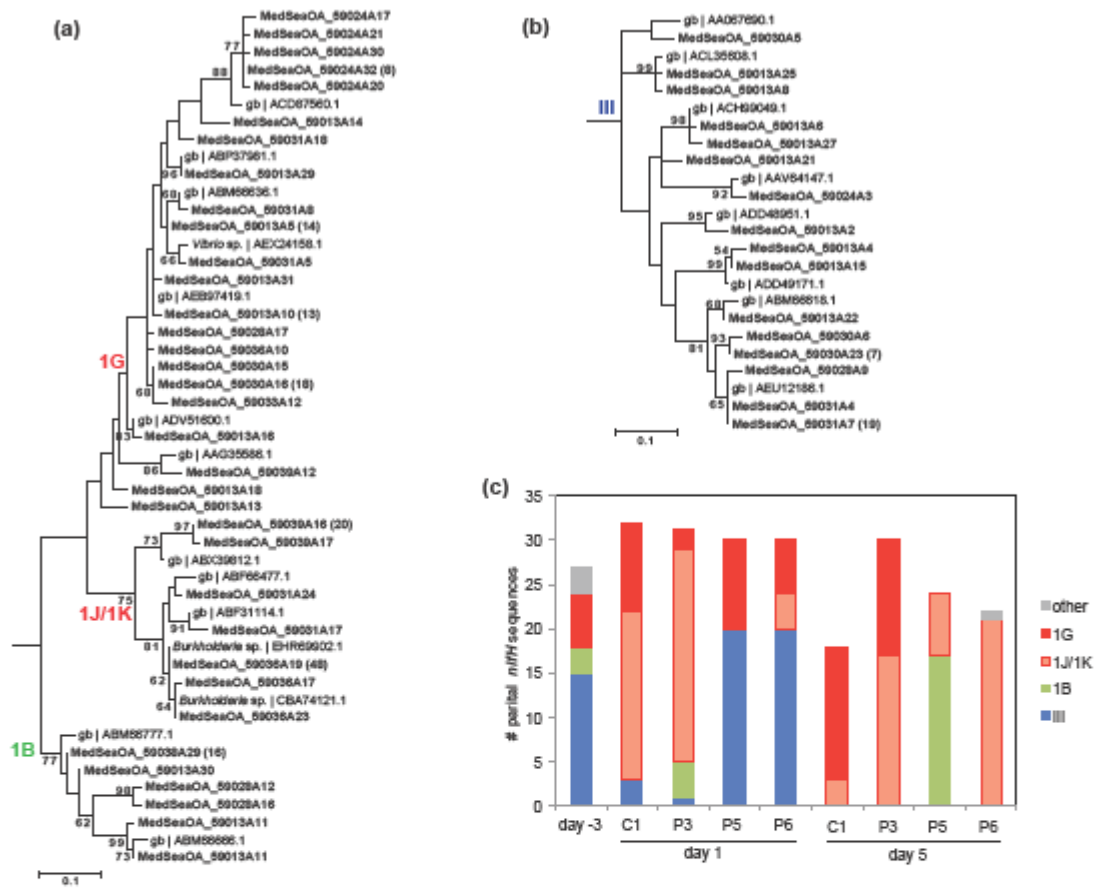 (a)
MedSeaOA_59024A17
MedSeaOA_59024A21
77
MedSeaOA_59024A30
88
MedSeaOA_59024A32 (8)
MedSeaOA_59024A20
gb | ACD87560.1
MedSeaOA_59013A14
MedSeaOA_59031A18
gb | ABP37961.1
96
MedSeaOA_59013A29
68
gb | ABM66636.1
MedSeaOA_59031A8
MedSeaOA_59013A5 (14)
Vibrio sp. | AEX24158.1
66
MedSeaOA_59031A5
MedSeaOA_59013A31
gb | AEB97419.1
MedSeaOA_59013A10 (13)
MedSeaOA_59028A17
MedSeaOA_59036A10
1G
MedSeaOA_59030A15
MedSeaOA_59030A16 (18)
68
MedSeaOA_59033A12
gb | ADV51600.1
83
MedSeaOA_59013A16
gb | AAG35586.1
86
MedSeaOA_59039A12
MedSeaOA_59013A18
MedSeaOA_59013A13
97
MedSeaOA_59039A16 (20)
73
MedSeaOA_59039A17
gb | ABX39812.1
gb | ABF66477.1
75
MedSeaOA_59031A24
1J/1K
gb | ABF31114.1
91
MedSeaOA_59031A17
81
Burkholderia sp. | EHR69902.1
MedSeaOA_59036A19 (48)
62
MedSeaOA_59036A17
64
Burkholderia sp. | CBA74121.1
MedSeaOA_59036A23
1B
gb | ABM66777.1
77
MedSeaOA_59038A29 (16)
MedSeaOA_59013A30
98
MedSeaOA_59028A12
MedSeaOA_59028A16
62
MedSeaOA_59013A11
99
gb | ABM66666.1
73
MedSeaOA_59013A11
0.1
(b)
gb | AAO67690.1
MedSeaOA_59030A5
gb | ACL35608.1
99
MedSeaOA_59013A25
MedSeaOA_59013A8
III
gb | ACH99049.1
98
MedSeaOA_59013A6
MedSeaOA_59013A27
MedSeaOA_59013A21
gb | AAV64147.1
92
MedSeaOA_59024A3
95
gb | ADD48951.1
MedSeaOA_59013A2
54
MedSeaOA_59013A4
99
MedSeaOA_59013A15
gb | ADD49171.1
68
gb | ABM66818.1
MedSeaOA_59013A22
93
MedSeaOA_59030A6
81
MedSeaOA_59030A23 (7)
MedSeaOA_59028A9
gb | AEU12186.1
65
MedSeaOA_59031A4
MedSeaOA_59031A7 (19)
0.1
(c)
# parital nifH sequences
35
30
25
20
15
10
5
0
day -3
C1
P3
P5
P6
C1
P3
P5
P6
day 1
day 5
other
1G
1J/1K
1B
III